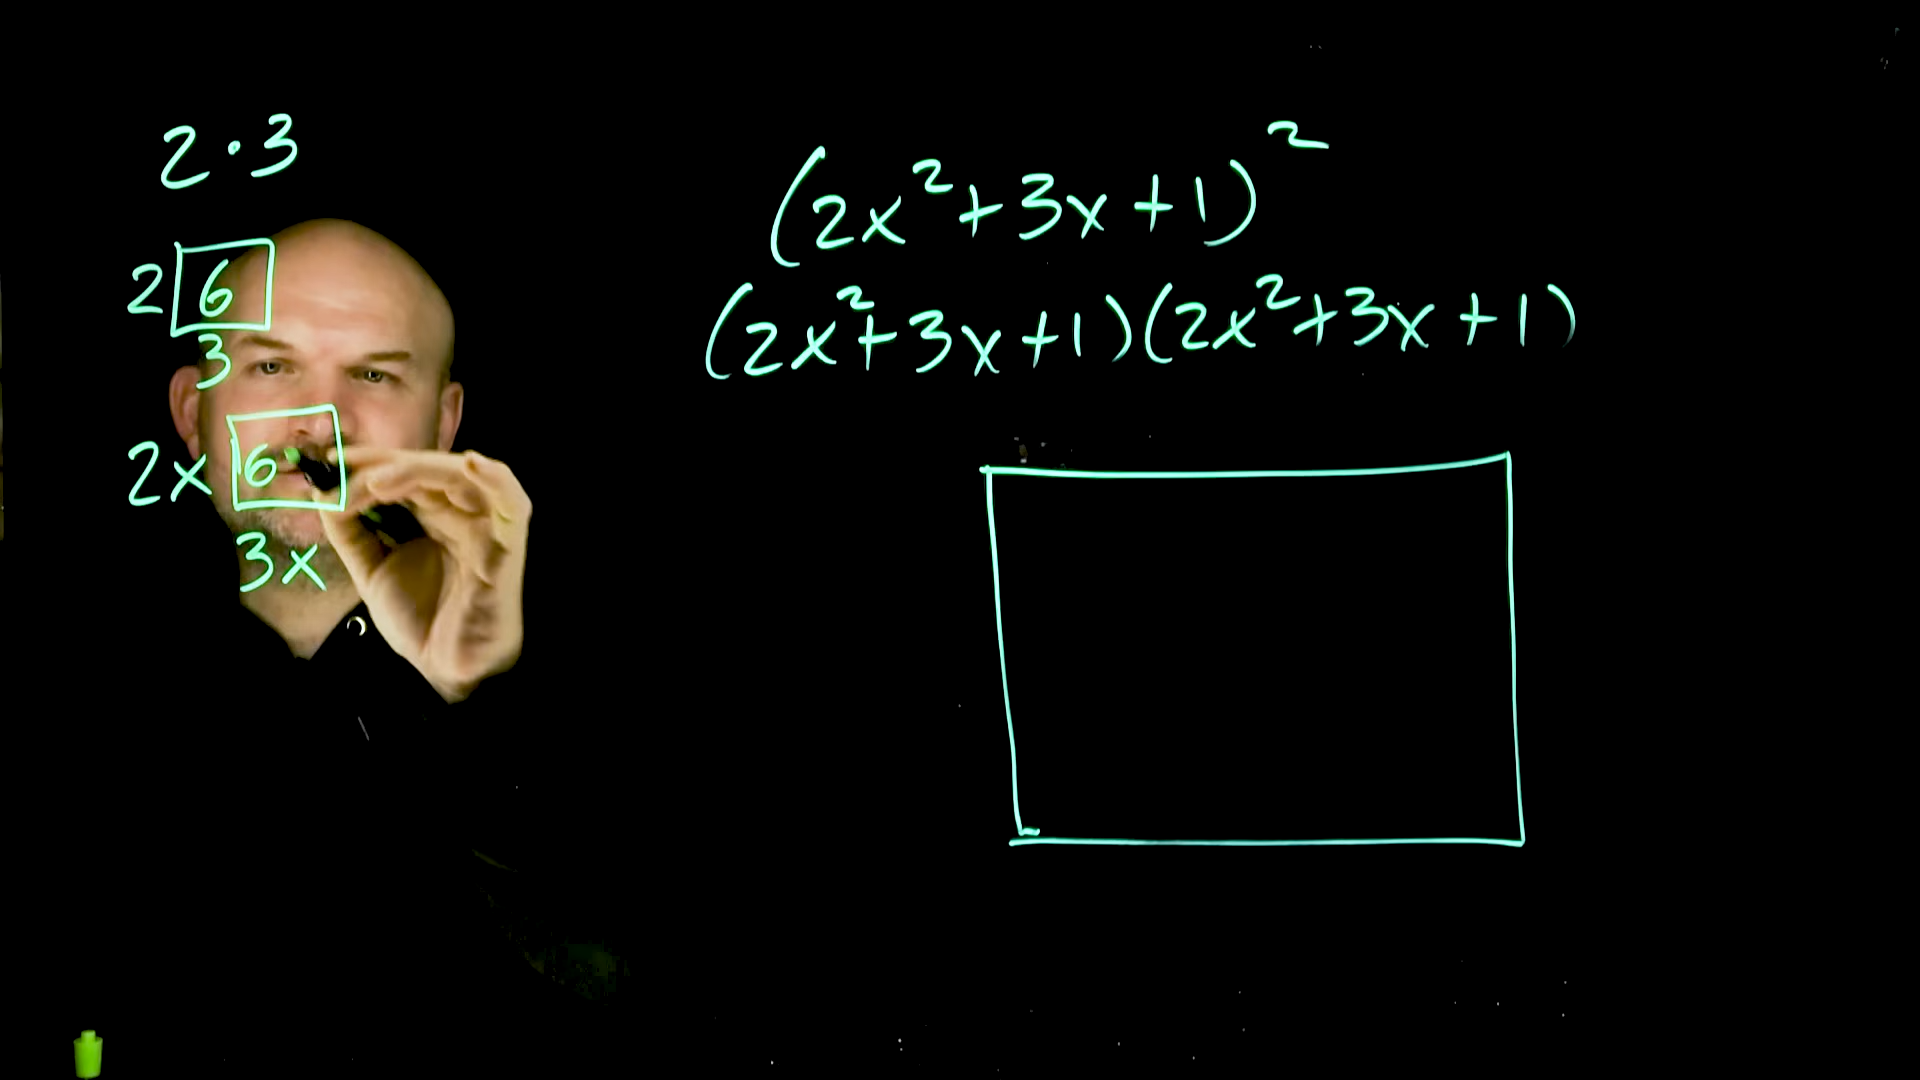 2·3
2 6
3
2x 6
3x
(2x²+3x+1)²
(2x²+3x+1)(2x²+3x+1)